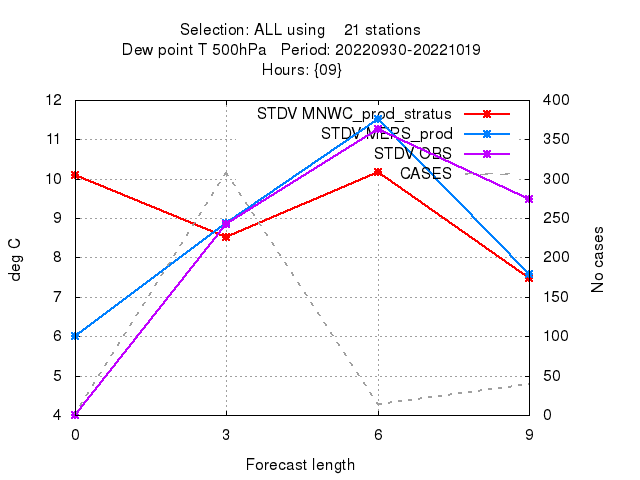 Selection: ALL using    21 stations
Dew point T 500hPa   Period: 20220930-20221019
Hours: {09}
STDV MNWC_prod_stratus
STDV MEPS_prod
STDV OBS
CASES
12
11
10
9
8
7
6
5
4
deg C
400
350
300
250
200
150
100
50
0
No cases
0 3 6 9
Forecast length